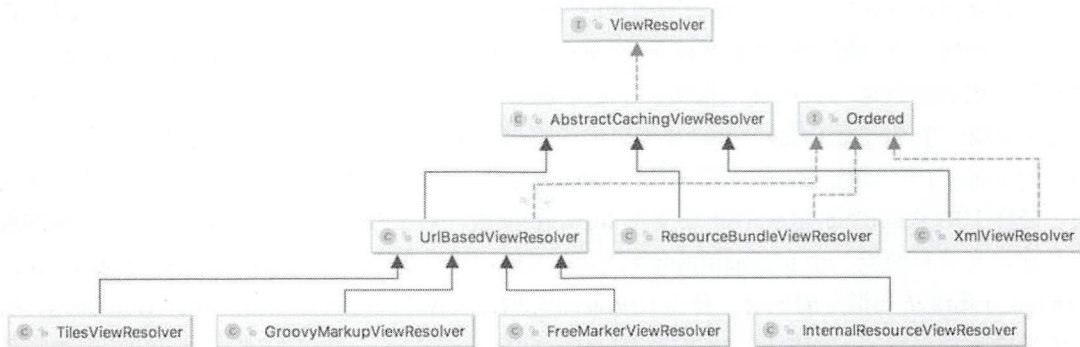 ViewResolver
AbstractCachingViewResolver
Ordered
UrlBasedViewResolver
ResourceBundleViewResolver
XmlViewResolver
TilesViewResolver
GroovyMarkupViewResolver
FreeMarkerViewResolver
InternalResourceViewResolver